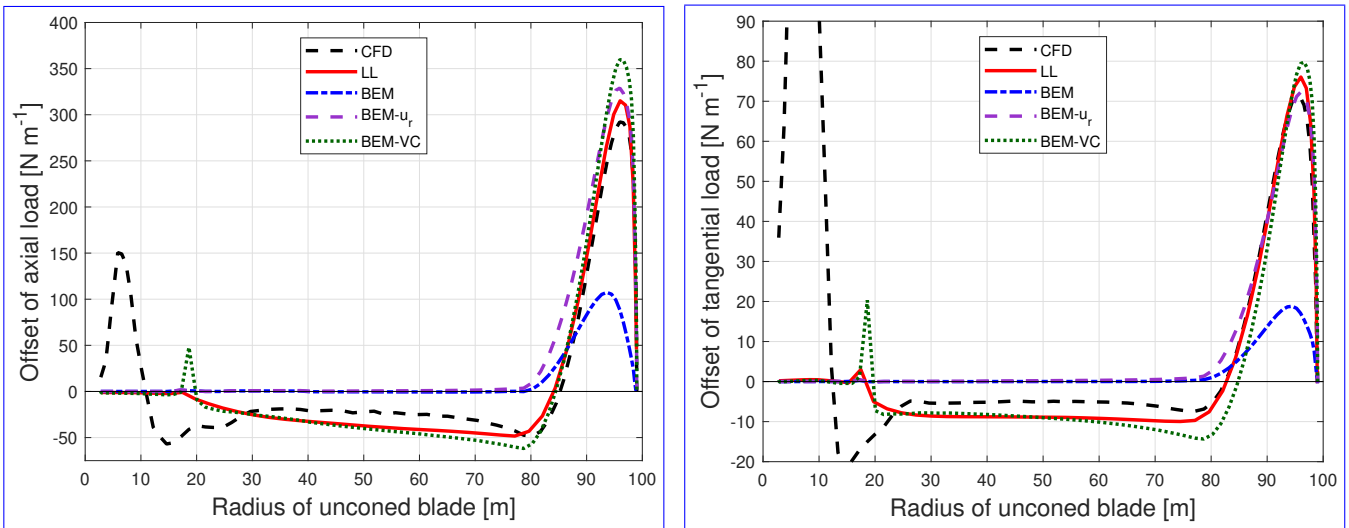 400
350
300
250
200
150
100
50
0
-50
0 10 20 30 40 50 60 70 80 90 100
Offset of axial load [N m-1]
Radius of unconed blade [m]
CFD
LL
BEM
BEM-ur
BEM-VC
90
80
70
60
50
40
30
20
10
0
-10
-20
0 10 20 30 40 50 60 70 80 90 100
Offset of tangential load [N m-1]
Radius of unconed blade [m]
CFD
LL
BEM
BEM-ur
BEM-VC